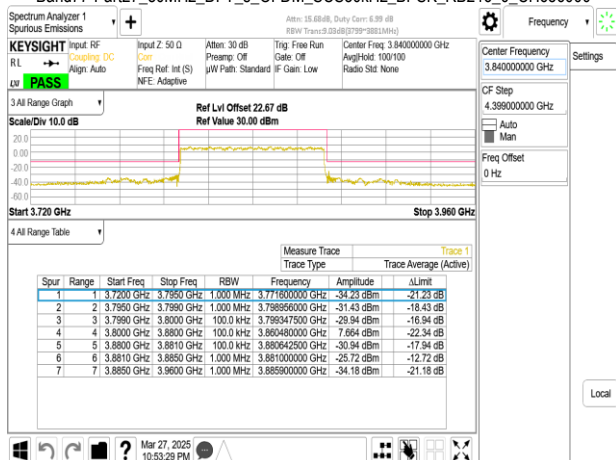 Spectrum Analyzer 1
Spurious Emissions
Attn: 15.68dB, Duty Corr: 6.99 dB
RBW Trans:9.03dB(3799~3881MHz)
Frequency
KEYSIGHT
Input: RF
Coupling: DC
Align: Auto
Input Z: 50 Ω
Corr
Freq Ref: Int (S)
NFE: Adaptive
Atten: 30 dB
Preamp: Off
µW Path: Standard
Trig: Free Run
Gate: Off
IF Gain: Low
Center Freq: 3.840000000 GHz
Avg|Hold: 100/100
Radio Std: None
RL
LXI
PASS
Center Frequency
3.840000000 GHz
Settings
CF Step
4.399000000 GHz
Auto
Man
Freq Offset
0 Hz
Local
3 All Range Graph
Scale/Div 10.0 dB
Ref Lvl Offset 22.67 dB
Ref Value 30.00 dBm
20.0
0.00
-20.0
-40.0
-60.0
Start 3.720 GHz
Stop 3.960 GHz
4 All Range Table
Measure Trace Trace 1
Trace Type Trace Average (Active)
Spur Range Start Freq Stop Freq RBW Frequency Amplitude ΔLimit
1 1 3.7200 GHz 3.7950 GHz 1.000 MHz 3.771600000 GHz -34.23 dBm -21.23 dB
2 2 3.7950 GHz 3.7990 GHz 1.000 MHz 3.798956000 GHz -31.43 dBm -18.43 dB
3 3 3.7990 GHz 3.8000 GHz 100.0 kHz 3.799347500 GHz -29.94 dBm -16.94 dB
4 4 3.8000 GHz 3.8800 GHz 100.0 kHz 3.860480000 GHz 7.664 dBm -22.34 dB
5 5 3.8800 GHz 3.8810 GHz 100.0 kHz 3.880642500 GHz -30.94 dBm -17.94 dB
6 6 3.8810 GHz 3.8850 GHz 1.000 MHz 3.881000000 GHz -25.72 dBm -12.72 dB
7 7 3.8850 GHz 3.9600 GHz 1.000 MHz 3.885900000 GHz -34.18 dBm -21.18 dB
Mar 27, 2025
10:53:29 PM